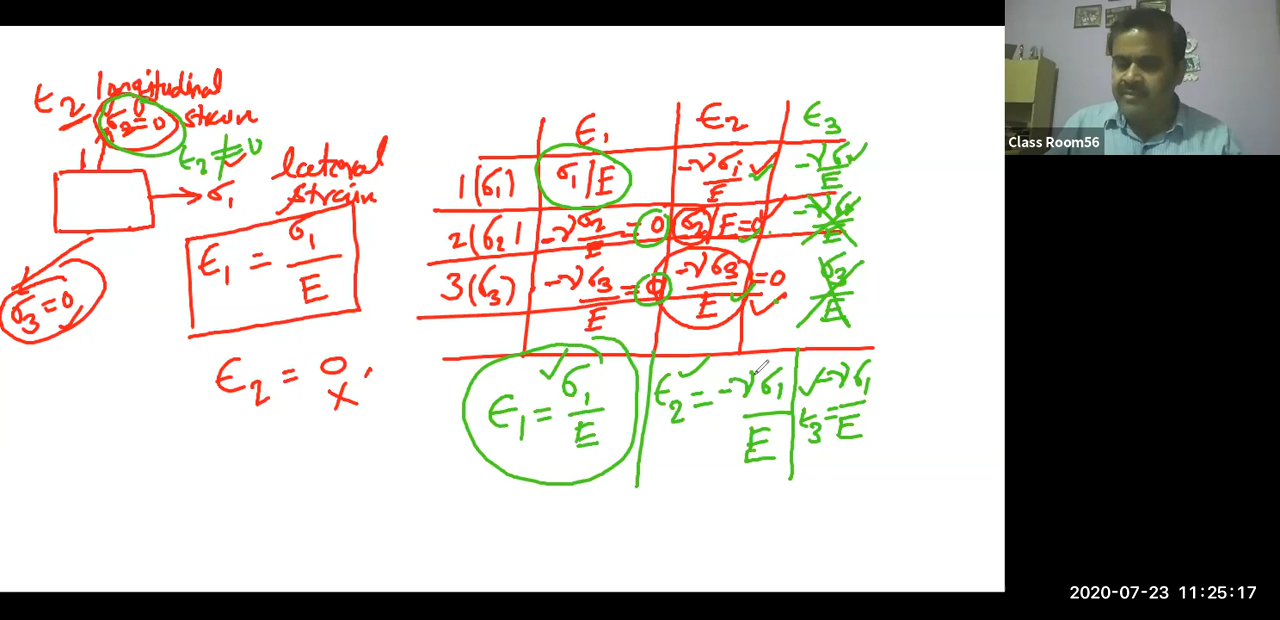 longitudinal
strain
ϵ2
σ2=0
ϵ2≠0
lateral
strain
σ1
ϵ1 = σ1/E
σ3=0
ϵ2 = 0 ×
ϵ1 ϵ2 ϵ3
1(σ1) σ1/E -νσ1/E ✓ -νσ1/E ✓
2(σ2) -νσ2/E = 0 σ2/E=0 ✓
3(σ3) -νσ3/E = 0 -νσ3/E =0 ✓ σ3/E
ϵ1 = σ1/E ✓ ϵ2 = -νσ1/E ✓ ϵ3 = -νσ1/E ✓
Class Room56
2020-07-23 11:25:17